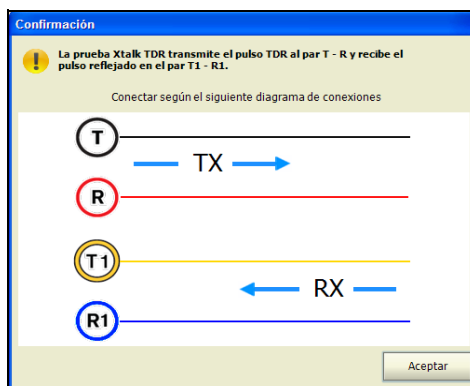 Confirmación
La prueba Xtalk TDR transmite el pulso TDR al par T - R y recibe el
pulso reflejado en el par T1 - R1.
Conectar según el siguiente diagrama de conexiones
T
TX
R
T1
RX
R1
Aceptar